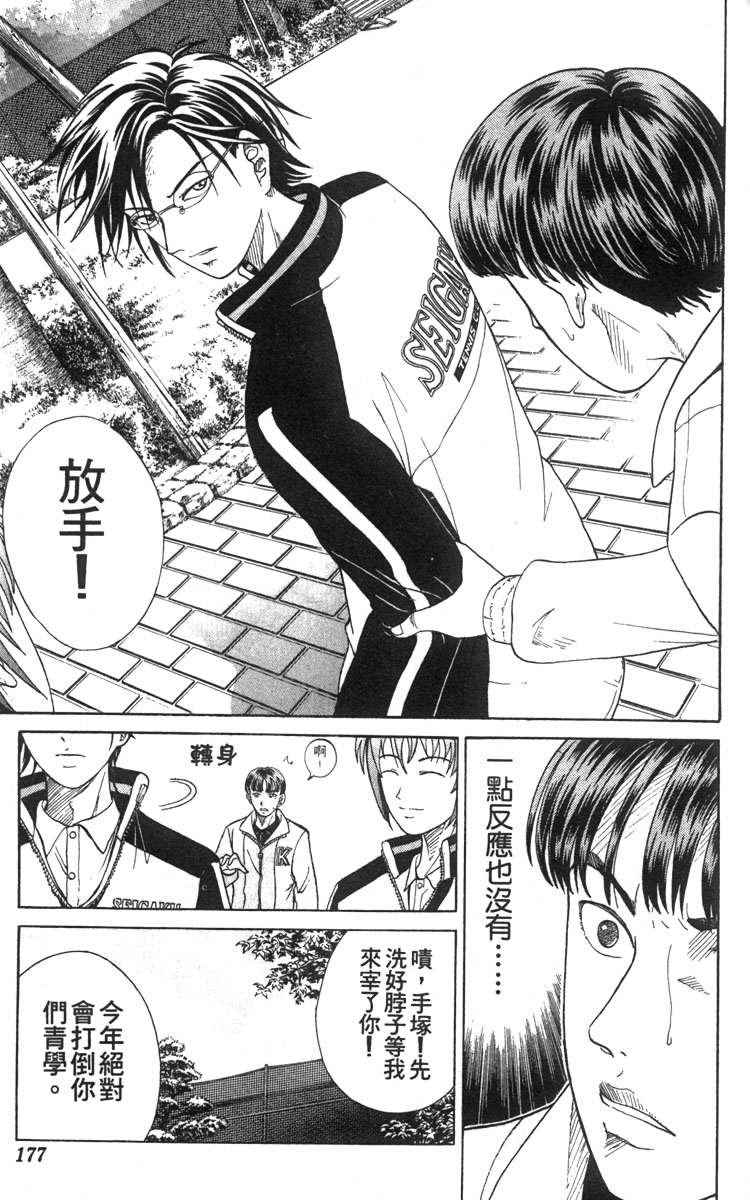 SEIGAKU
TENNIS
放手！
一點反應也沒有……
啊
轉身
K
SEIGAKU
嘖，手塚！先
洗好脖子等我
來宰了你！
今年絕對
會打倒你
們青學。
177